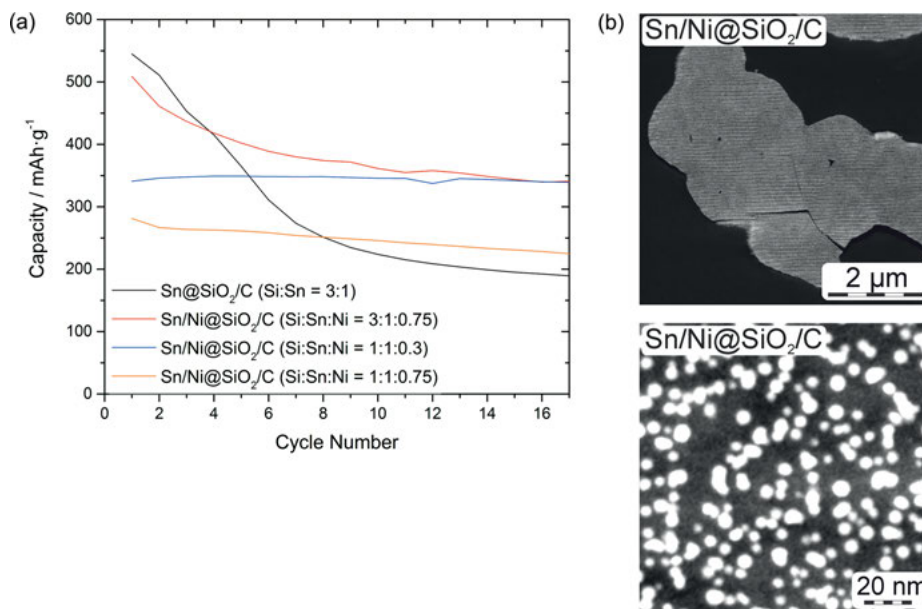 (a)
600
500
400
300
200
100
0
Capacity / mAh·g⁻¹
Sn@SiO₂/C (Si:Sn = 3:1)
Sn/Ni@SiO₂/C (Si:Sn:Ni = 3:1:0.75)
Sn/Ni@SiO₂/C (Si:Sn:Ni = 1:1:0.3)
Sn/Ni@SiO₂/C (Si:Sn:Ni = 1:1:0.75)
0 2 4 6 8 10 12 14 16
Cycle Number
(b)
Sn/Ni@SiO₂/C
2 µm
Sn/Ni@SiO₂/C
20 nm